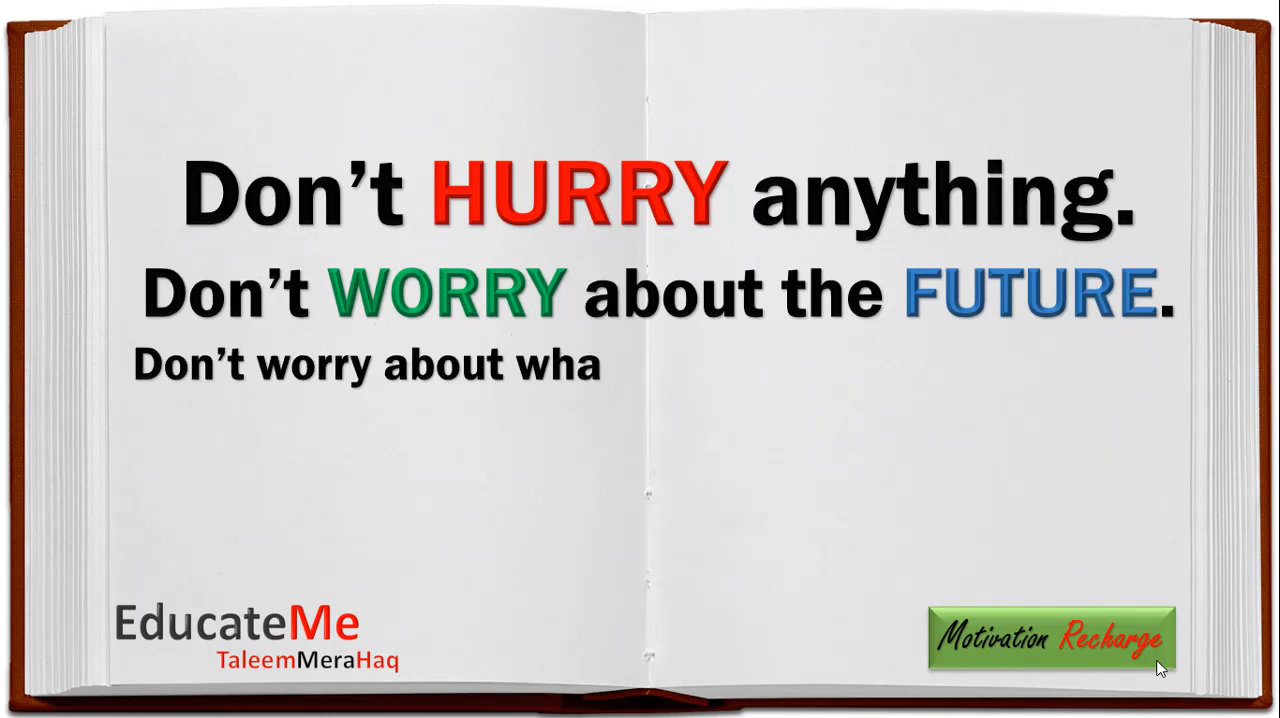 Don’t HURRY anything.
Don’t WORRY about the FUTURE.
Don’t worry about wha
EducateMe
TaleemMeraHaq
Motivation Recharge